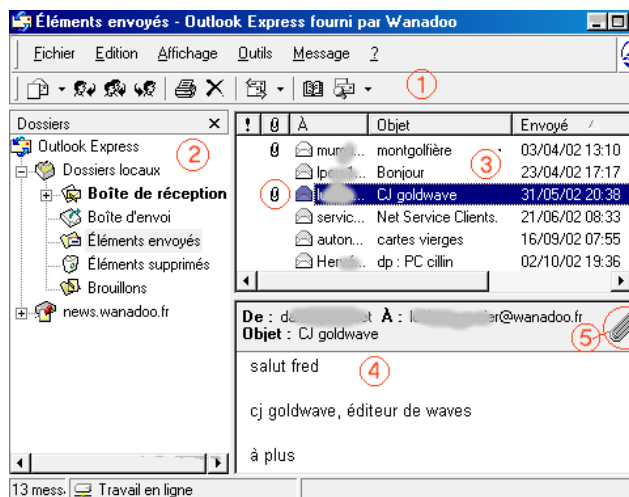 Éléments envoyés - Outlook Express fourni par Wanadoo
Fichier Edition Affichage Outils Message ?
1
Dossiers
Outlook Express
2
Dossiers locaux
Boîte de réception
Boîte d'envoi
Éléments envoyés
Éléments supprimés
Brouillons
news.wanadoo.fr
! À Objet Envoyé
montgolfière 03/04/02 13:10
3
Bonjour 23/04/02 17:17
CJ goldwave 31/05/02 20:38
servic... Net Service Clients. 21/06/02 08:33
auton... cartes vierges 16/09/02 07:55
dp : PC cillin 02/10/02 19:36
De : À : @wanadoo.fr
Objet : CJ goldwave
5
salut fred
4
cj goldwave, éditeur de waves
à plus
13 mess. Travail en ligne